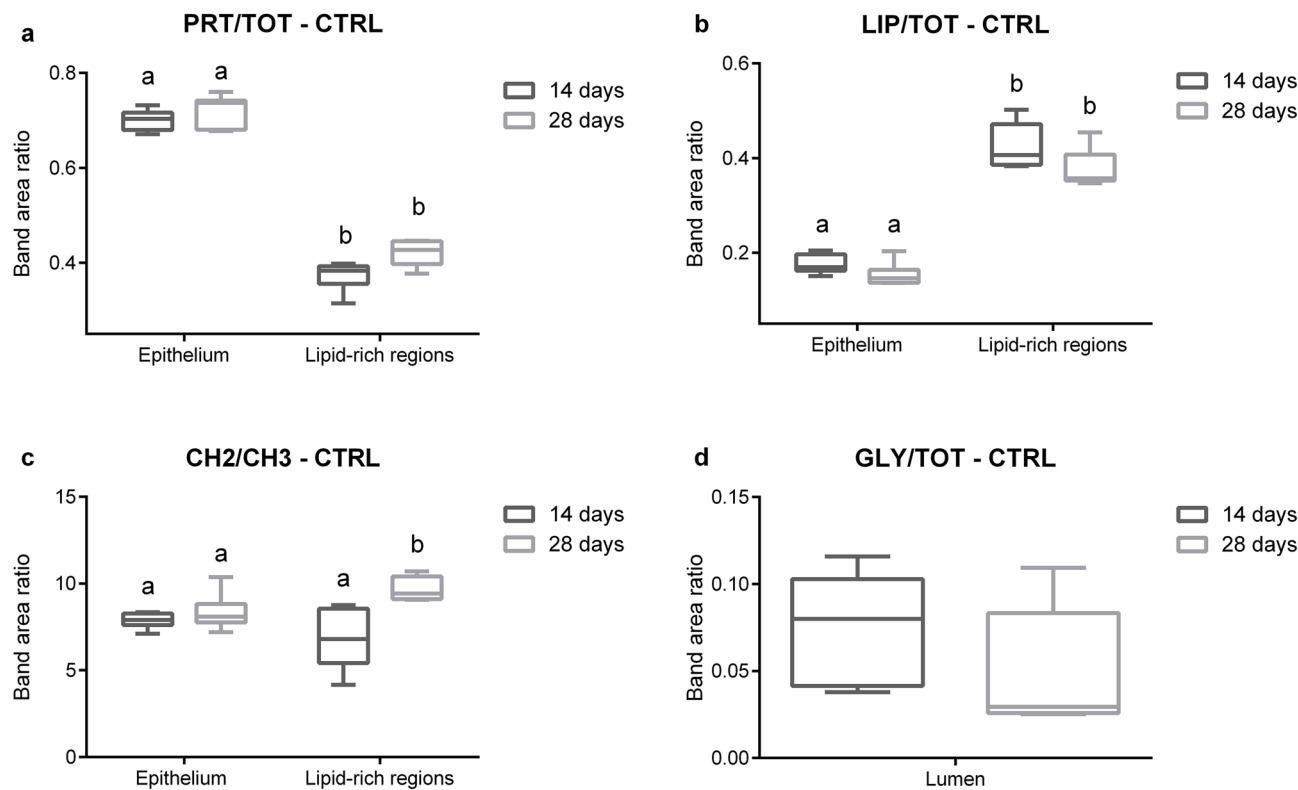 a
PRT/TOT - CTRL
0.8
0.6
0.4
Band area ratio
a a
b b
Epithelium Lipid-rich regions
14 days
28 days
b
LIP/TOT - CTRL
0.6
0.4
0.2
Band area ratio
b b
a a
Epithelium Lipid-rich regions
14 days
28 days
c
CH2/CH3 - CTRL
15
10
5
0
Band area ratio
a a a b
Epithelium Lipid-rich regions
14 days
28 days
d
GLY/TOT - CTRL
0.15
0.10
0.05
0.00
Band area ratio
Lumen
14 days
28 days